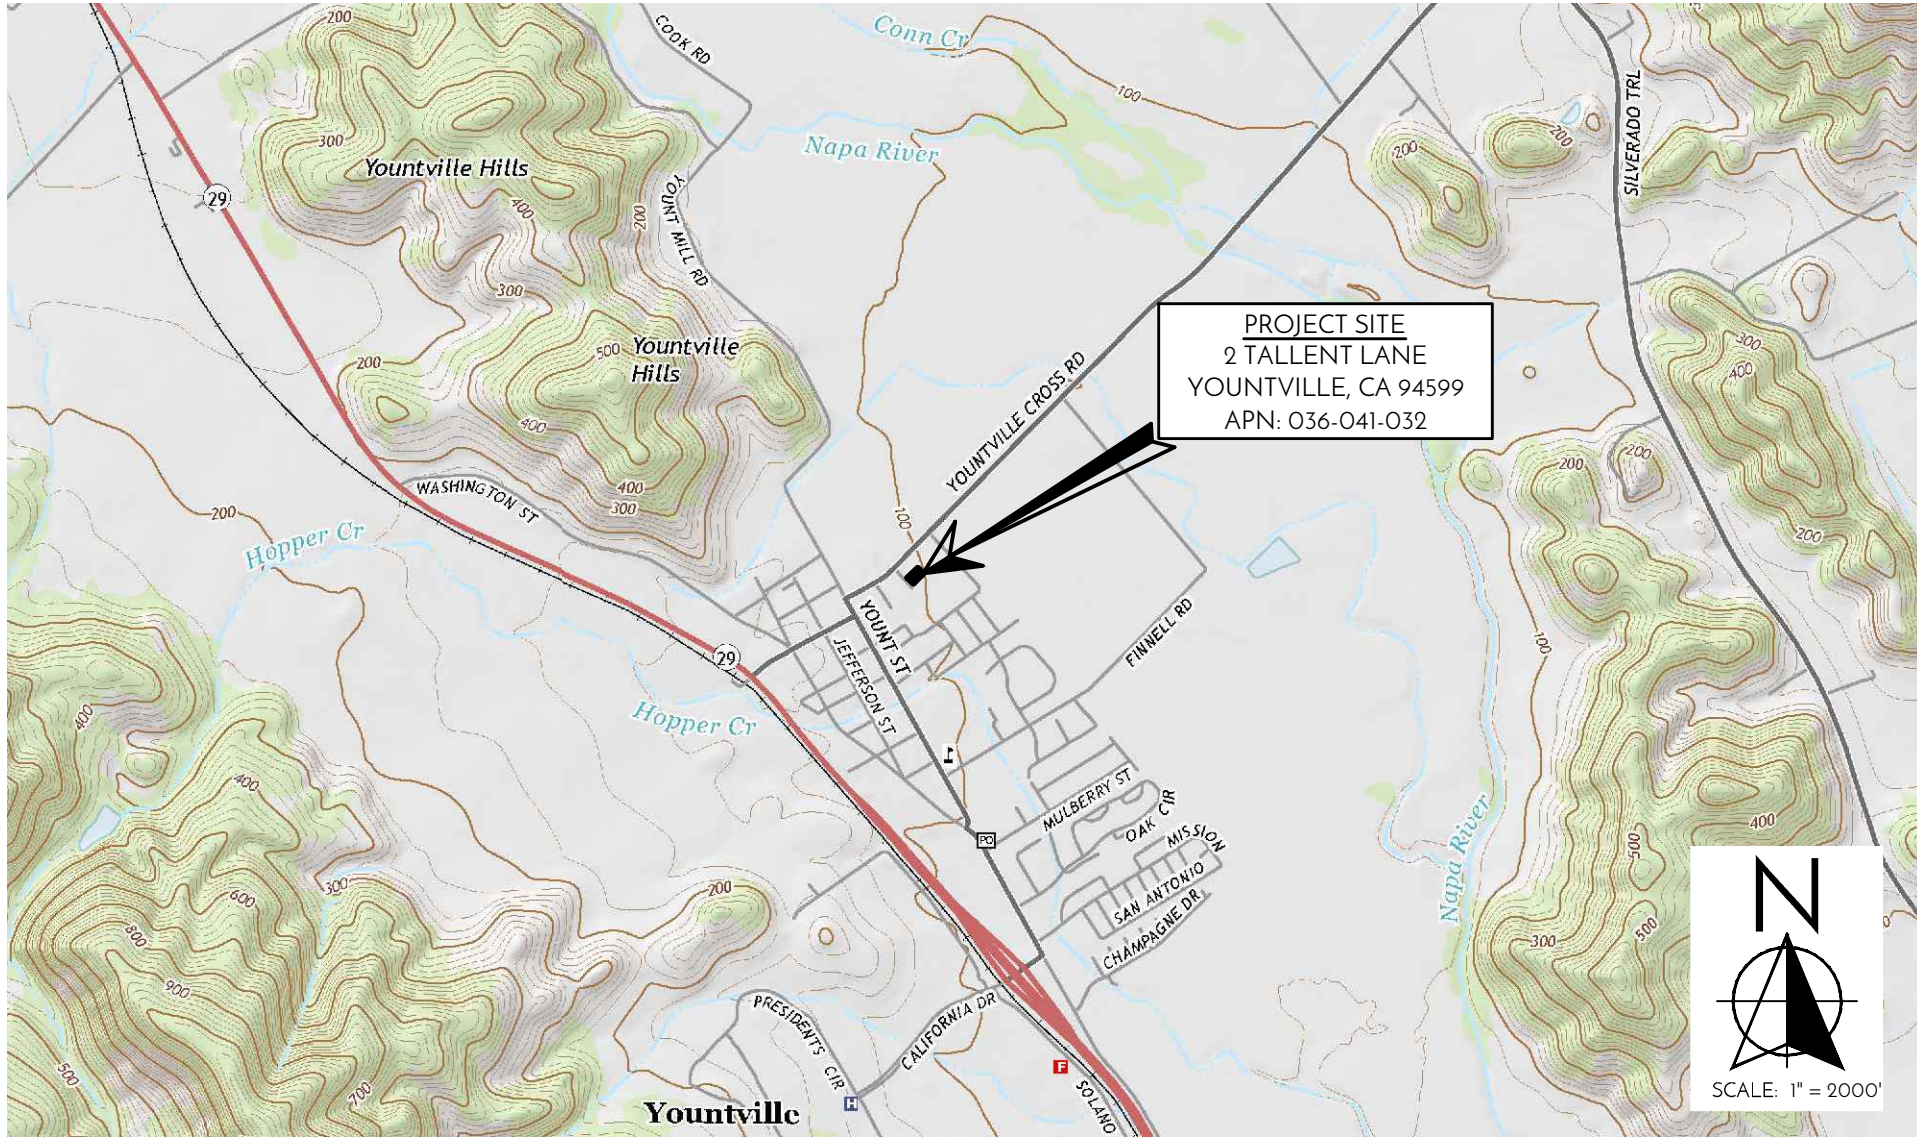 200
COOK RD
Conn Cr
100
SILVERADO TRL
300
Yountville Hills
Napa River
200
200
29
400
200
YOUNT MILL RD
300
PROJECT SITE
2 TALLENT LANE
YOUNTVILLE, CA 94599
APN: 036-041-032
200
500
Yountville
Hills
YOUNTVILLE CROSS RD
300
400
400
200
200
WASHINGTON ST
400
300
200
100
Hopper Cr
200
YOUNT ST
JEFFERSON ST
FINNELL RD
100
29
Hopper Cr
400
400
MULBERRY ST
OAK CIR
MISSION
PO
Napa River
500
400
300
600
200
SAN ANTONIO
CHAMPAGNE DR
800
300
500
900
PRESIDENTS CIR
CALIFORNIA DR
F
SOLANO
500
700
H
Yountville
N
SCALE: 1" = 2000'